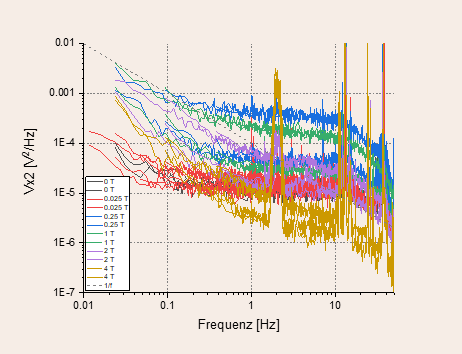 0.01
0.001
1E-4
1E-5
1E-6
1E-7
Vx2 [V²/Hz]
0 T
0 T
0.025 T
0.025 T
0.25 T
0.25 T
1 T
1 T
2 T
2 T
4 T
4 T
1/f
0.01 0.1 1 10
Frequenz [Hz]